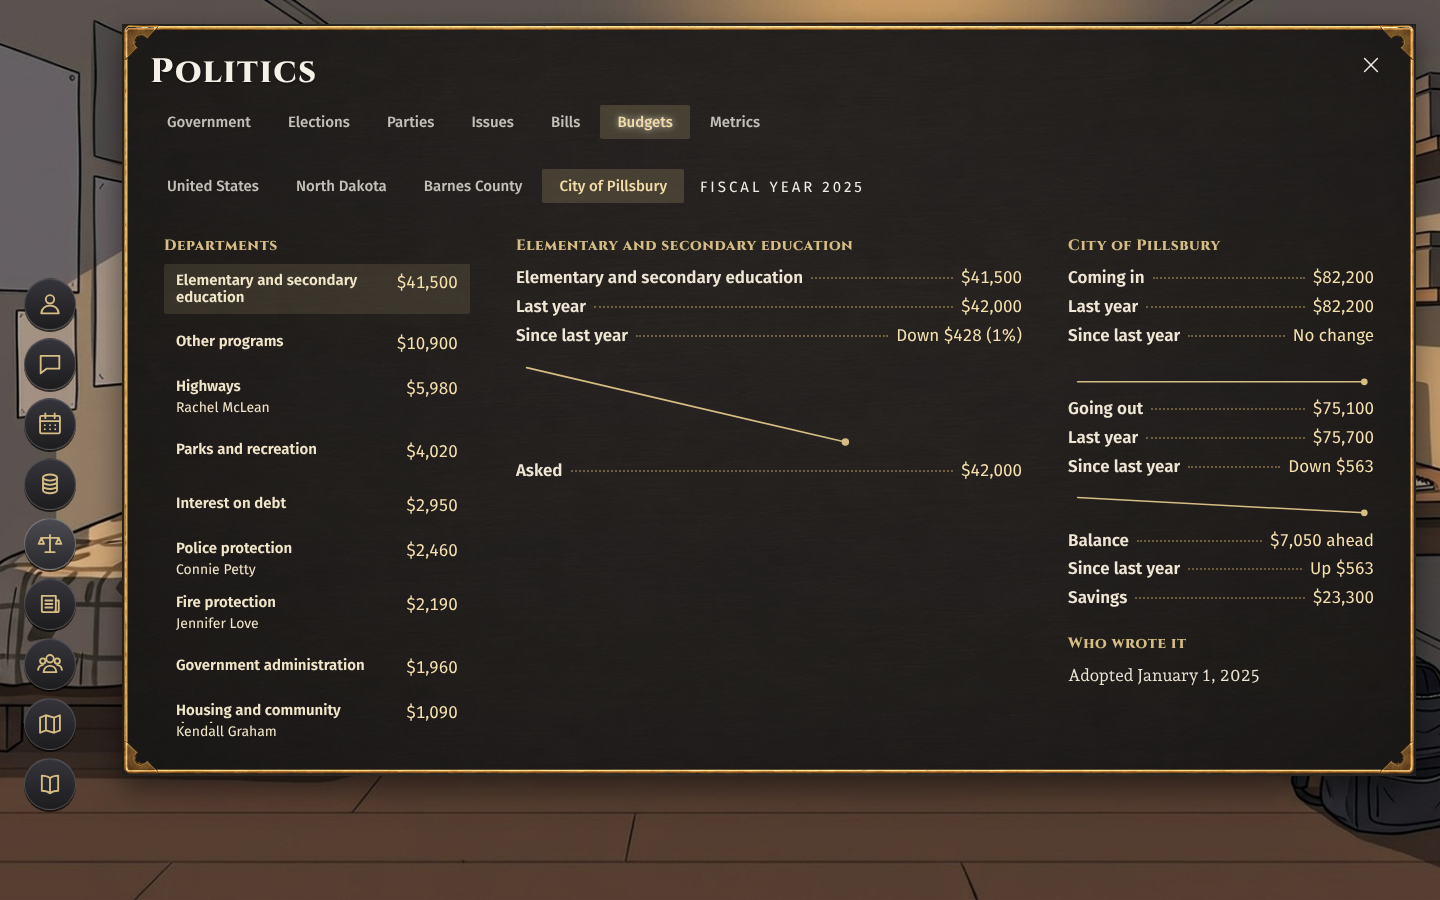 Politics
Government Elections Parties Issues Bills Budgets Metrics
United States North Dakota Barnes County City of Pillsbury FISCAL YEAR 2025
Departments
Elementary and secondary education $41,500
Other programs $10,900
Highways $5,980
Rachel McLean
Parks and recreation $4,020
Interest on debt $2,950
Police protection $2,460
Connie Petty
Fire protection $2,190
Jennifer Love
Government administration $1,960
Housing and community $1,090
Kendall Graham
Elementary and secondary education
Elementary and secondary education $41,500
Last year $42,000
Since last year Down $428 (1%)
Asked $42,000
City of Pillsbury
Coming in $82,200
Last year $82,200
Since last year No change
Going out $75,100
Last year $75,700
Since last year Down $563
Balance $7,050 ahead
Since last year Up $563
Savings $23,300
Who wrote it
Adopted January 1, 2025